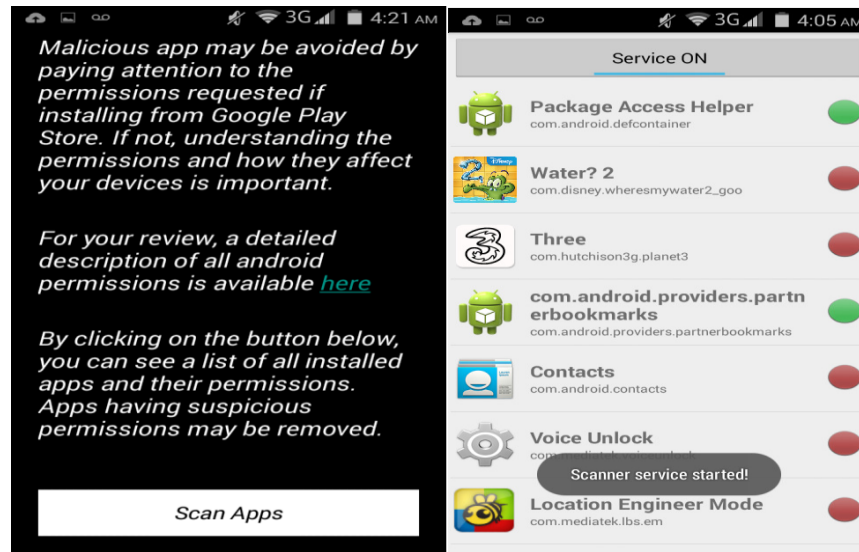 3G 4:21 AM
Malicious app may be avoided by
paying attention to the
permissions requested if
installing from Google Play
Store. If not, understanding the
permissions and how they affect
your devices is important.
For your review, a detailed
description of all android
permissions is available here
By clicking on the button below,
you can see a list of all installed
apps and their permissions.
Apps having suspicious
permissions may be removed.
Scan Apps
3G 4:05 AM
Service ON
Package Access Helper
com.android.defcontainer
Disney
2
Water? 2
com.disney.wheresmywater2_goo
3
Three
com.hutchison3g.planet3
com.android.providers.partn
erbookmarks
com.android.providers.partnerbookmarks
Contacts
com.android.contacts
Voice Unlock
Scanner service started!
Location Engineer Mode
com.mediatek.lbs.em